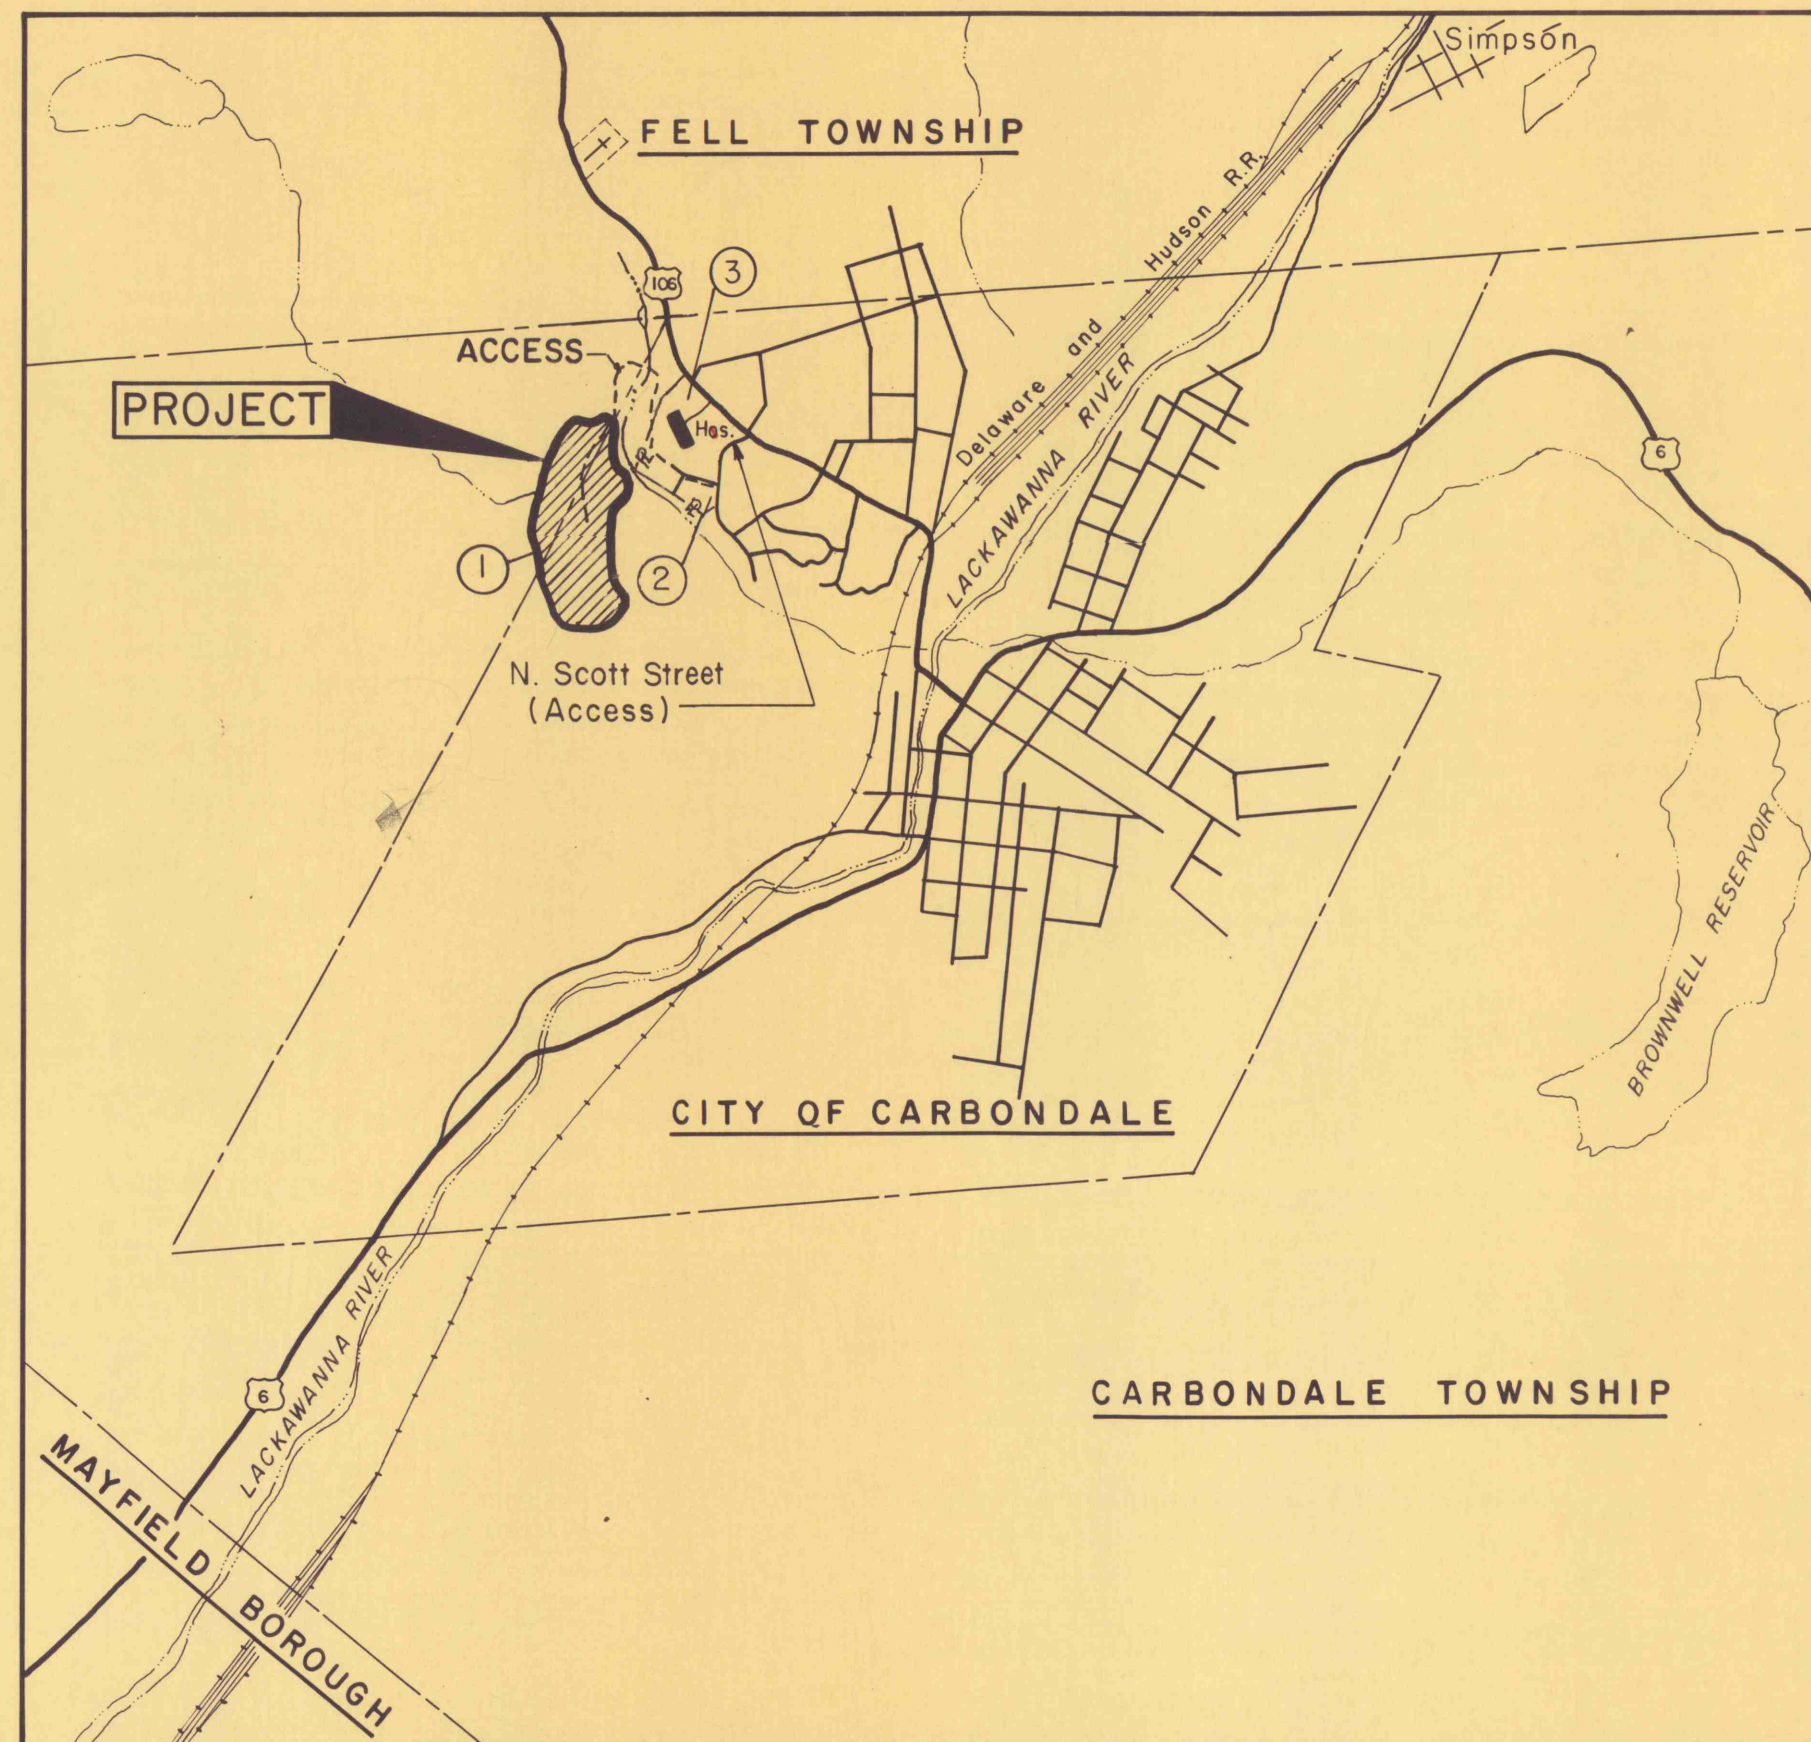 Simpson
FELL TOWNSHIP
R.R.
Hudson
106
3
and
ACCESS
RIVER
PROJECT
Delaware
Hos.
6
LACKAWANNA
1
2
N. Scott Street
(Access)
BROWNWELL RESERVOIR
CITY OF CARBONDALE
LACKAWANNA RIVER
6
CARBONDALE TOWNSHIP
MAYFIELD BOROUGH